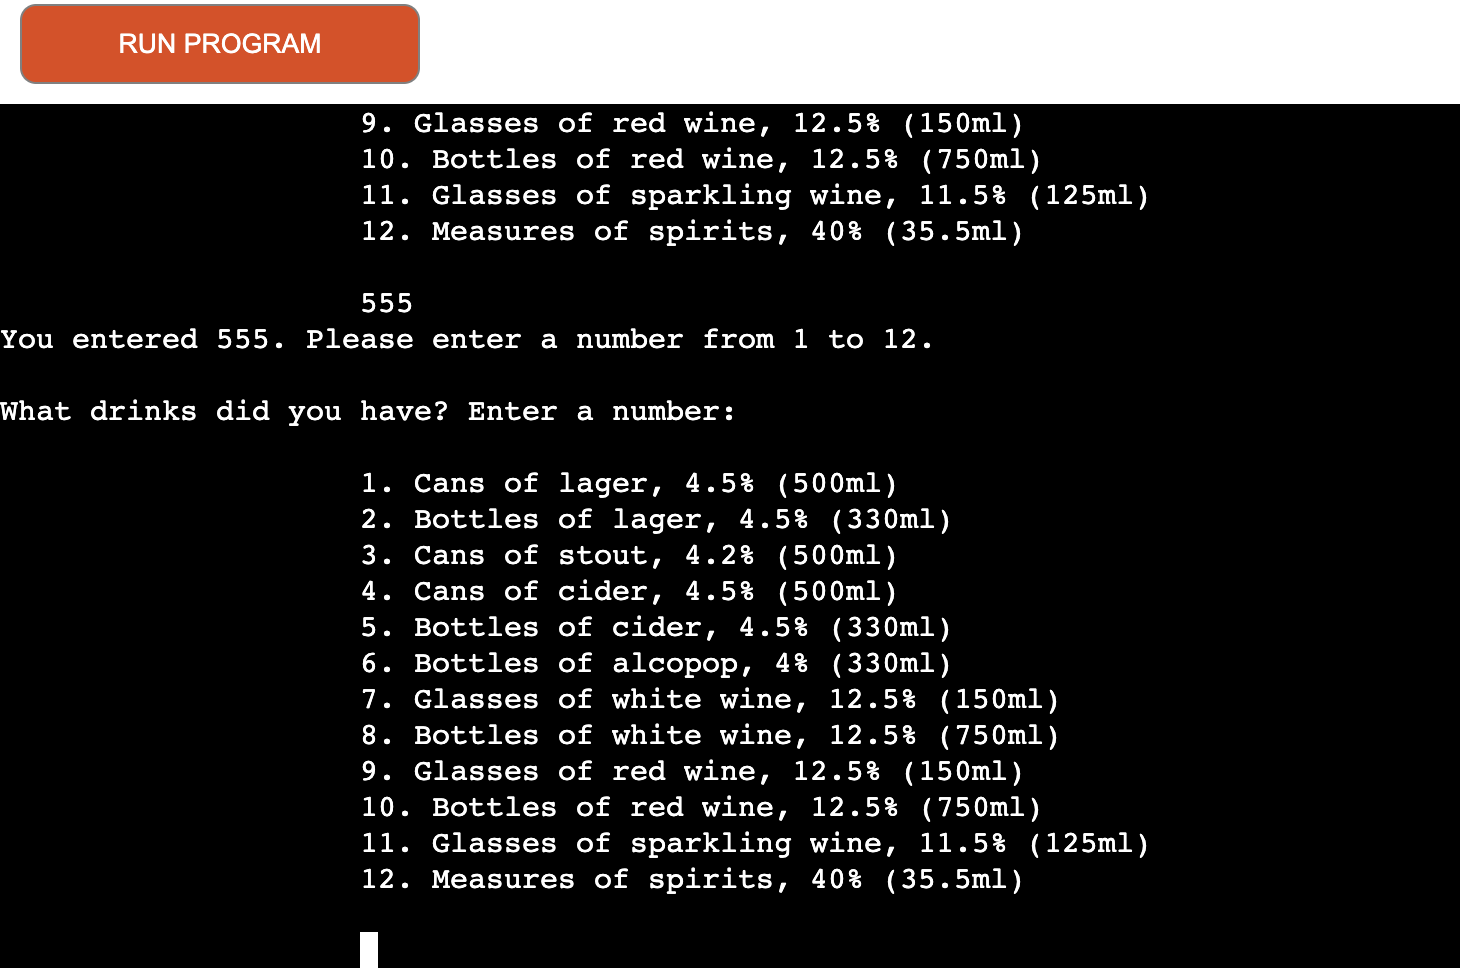 RUN PROGRAM
9. Glasses of red wine, 12.5% (150ml)
10. Bottles of red wine, 12.5% (750ml)
11. Glasses of sparkling wine, 11.5% (125ml)
12. Measures of spirits, 40% (35.5ml)
555
You entered 555. Please enter a number from 1 to 12.
What drinks did you have? Enter a number:
1. Cans of lager, 4.5% (500ml)
2. Bottles of lager, 4.5% (330ml)
3. Cans of stout, 4.2% (500ml)
4. Cans of cider, 4.5% (500ml)
5. Bottles of cider, 4.5% (330ml)
6. Bottles of alcopop, 4% (330ml)
7. Glasses of white wine, 12.5% (150ml)
8. Bottles of white wine, 12.5% (750ml)
9. Glasses of red wine, 12.5% (150ml)
10. Bottles of red wine, 12.5% (750ml)
11. Glasses of sparkling wine, 11.5% (125ml)
12. Measures of spirits, 40% (35.5ml)